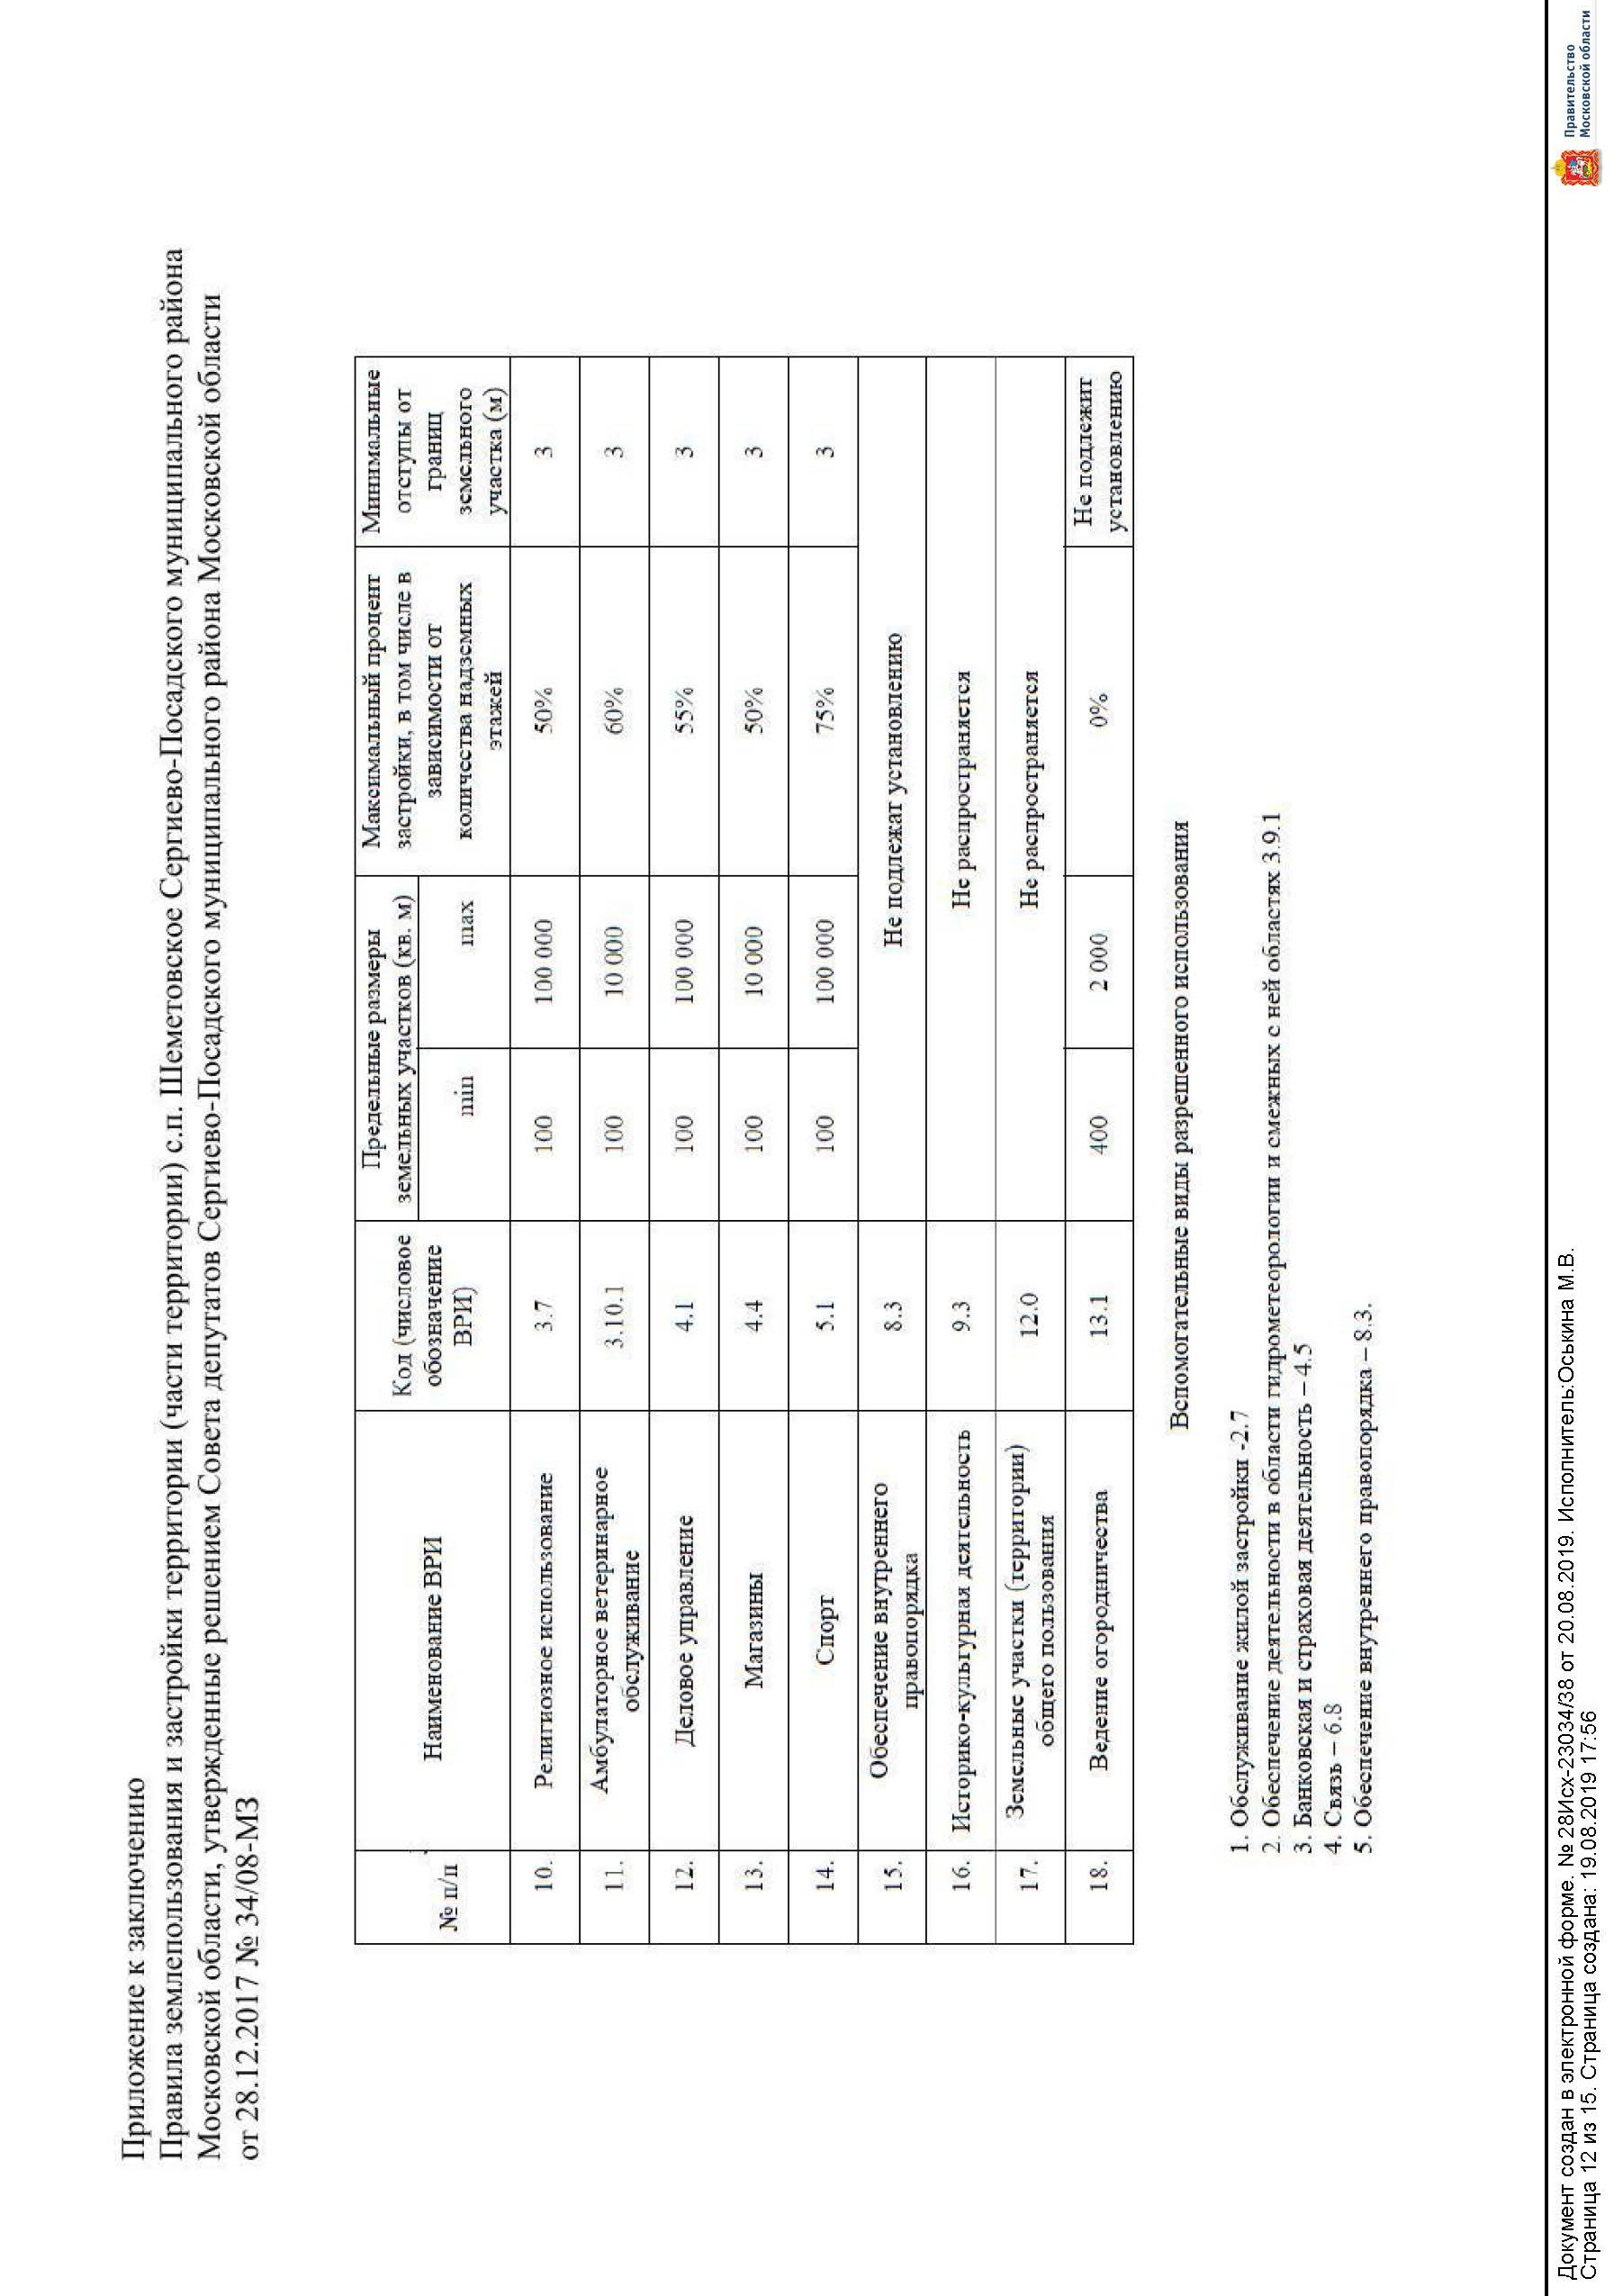 Приложение к заключению
Правила землепользования и застройки территории (части территории) с.п. Шеметовское Сергиево-Посадского муниципального района
Московской области, утвержденные решением Совета депутатов Сергиево-Посадского муниципального района Московской области
от 28.12.2017 № 34/08-МЗ
№ п/п
Наименование ВРИ
Код (числовое
обозначение
ВРИ)
Предельные размеры
земельных участков (кв. м)
min
max
Максимальный процент
застройки, в том числе в
зависимости от
количества надземных
этажей
Минимальные
отступы от
границ
земельного
участка (м)
10. Религиозное использование 3.7 100 100 000 50% 3
11. Амбулаторное ветеринарное
обслуживание 3.10.1 100 10 000 60% 3
12. Деловое управление 4.1 100 100 000 55% 3
13. Магазины 4.4 100 10 000 50% 3
14. Спорт 5.1 100 100 000 75% 3
15. Обеспечение внутреннего
правопорядка 8.3 Не подлежат установлению
16. Историко-культурная деятельность 9.3 Не распространяется
17. Земельные участки (территории)
общего пользования 12.0 Не распространяется
18. Ведение огородничества 13.1 400 2 000 0% Не подлежит
установлению
Вспомогательные виды разрешенного использования
1. Обслуживание жилой застройки -2.7
2. Обеспечение деятельности в области гидрометеорологии и смежных с ней областях 3.9.1
3. Банковская и страховая деятельность – 4.5
4. Связь – 6.8
5. Обеспечение внутреннего правопорядка – 8.3.
Документ создан в электронной форме. № 28Исх-23034/38 от 20.08.2019. Исполнитель:Оськина М.В.
Страница 12 из 15. Страница создана: 19.08.2019 17:56
Правительство
Московской области